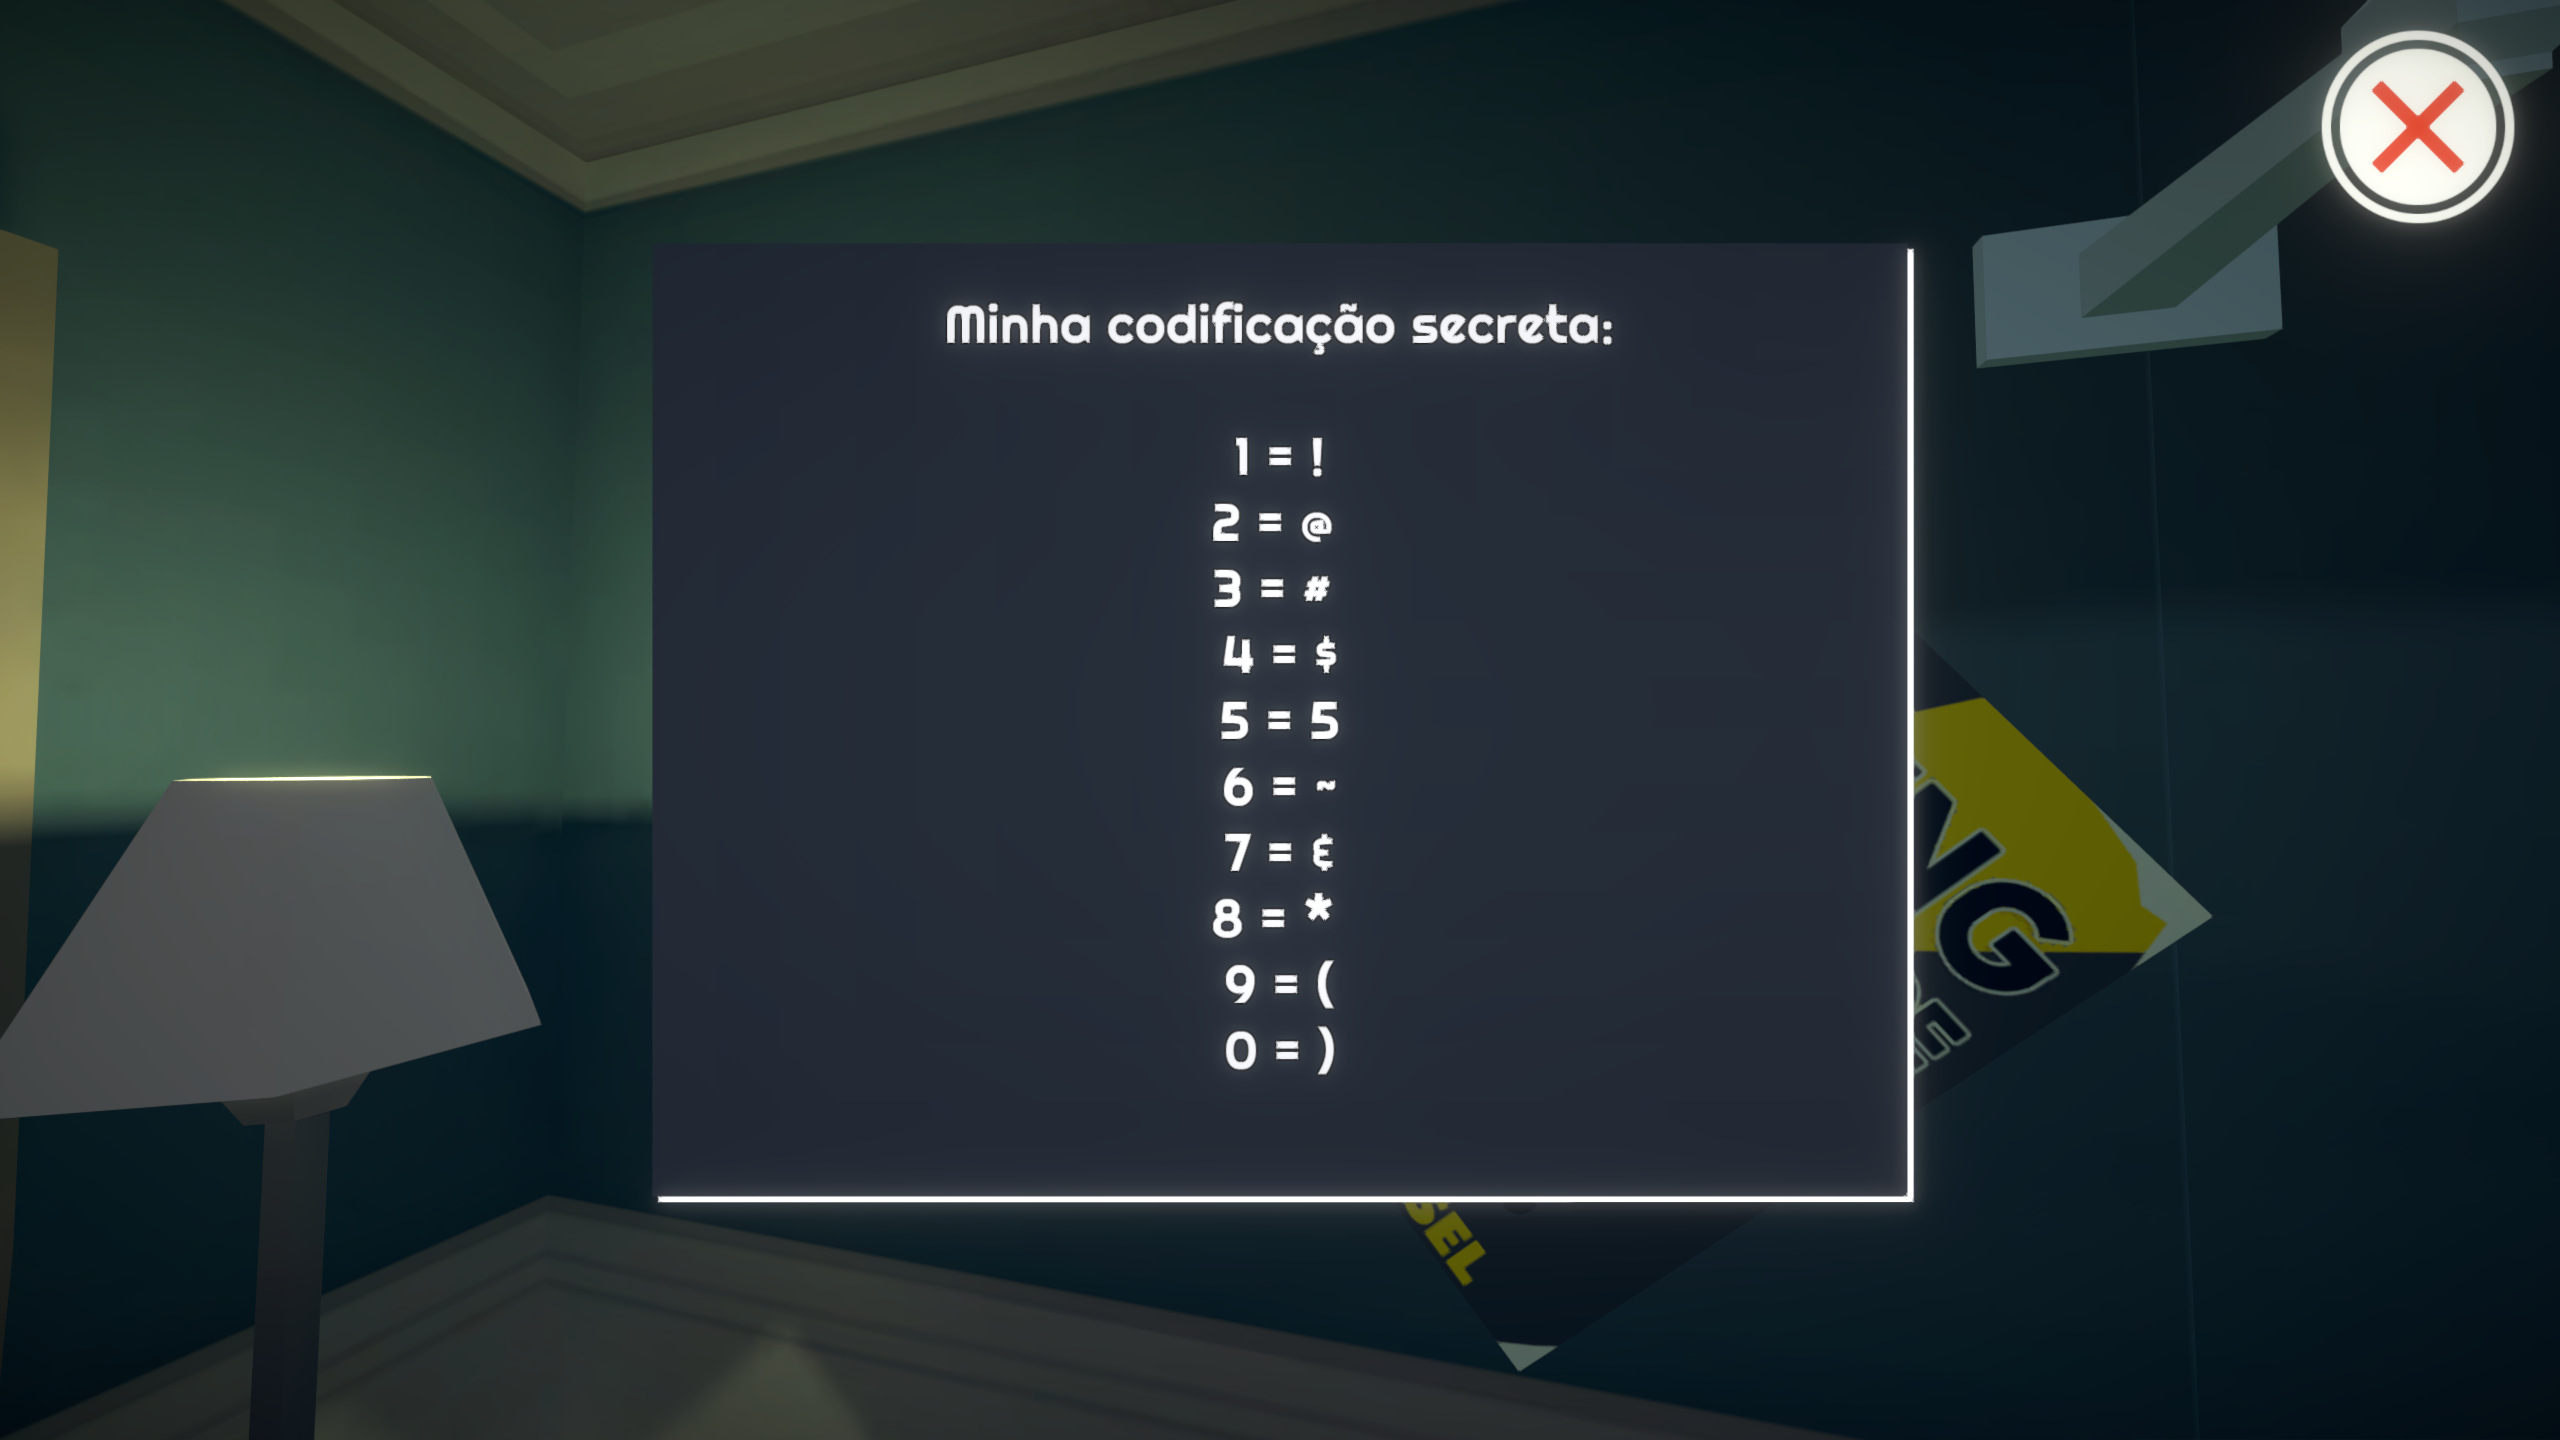 Minha codificação secreta:
1 = !
2 = @
3 = #
4 = $
5 = 5
6 = ~
7 = &
8 = *
9 = (
0 = )